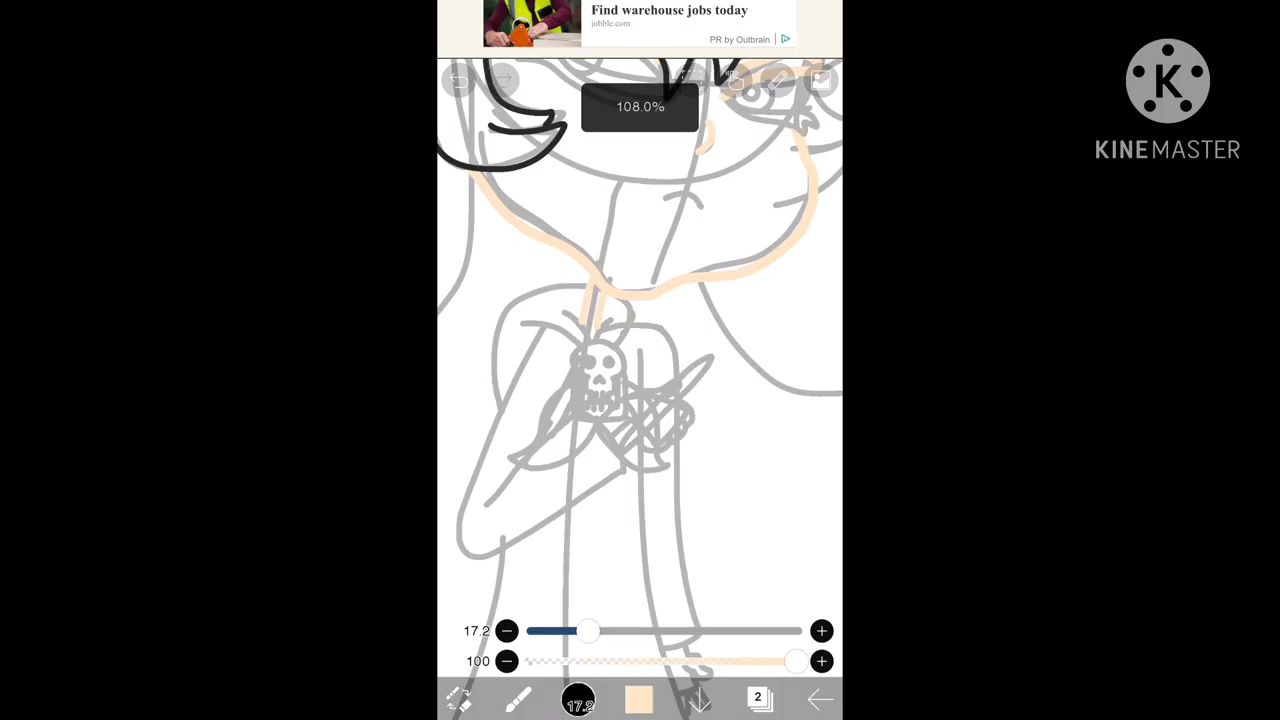 Find warehouse jobs today
jobble.com
PR by Outbrain
108.0%
K
KINEMASTER
17.2
100
17.2
2